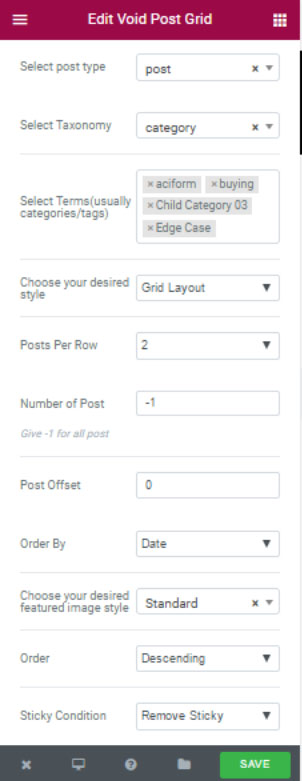 Edit Void Post Grid
Select post type
post
Select Taxonomy
category
Select Terms(usually
categories/tags)
× aciform × buying
× Child Category 03
× Edge Case
Choose your desired
style
Grid Layout
Posts Per Row
2
Number of Post
-1
Give -1 for all post
Post Offset
0
Order By
Date
Choose your desired
featured image style
Standard
Order
Descending
Sticky Condition
Remove Sticky
SAVE